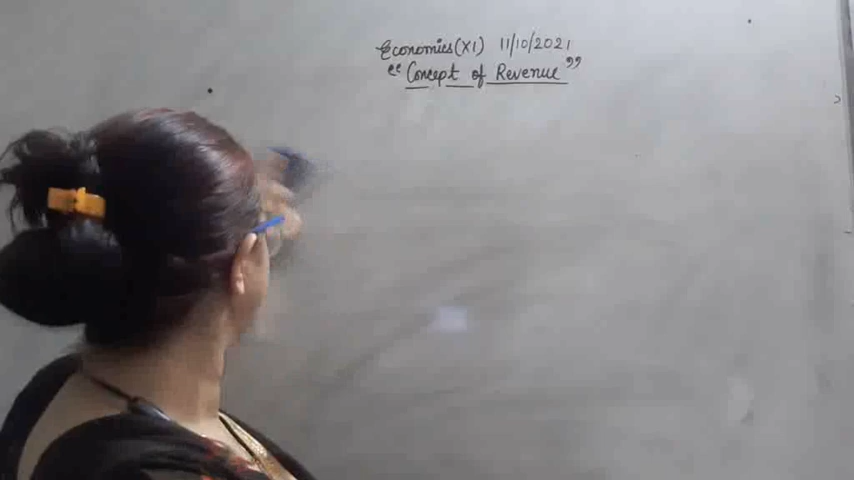 Economics(XI) 11/10/2021
"Concept of Revenue"